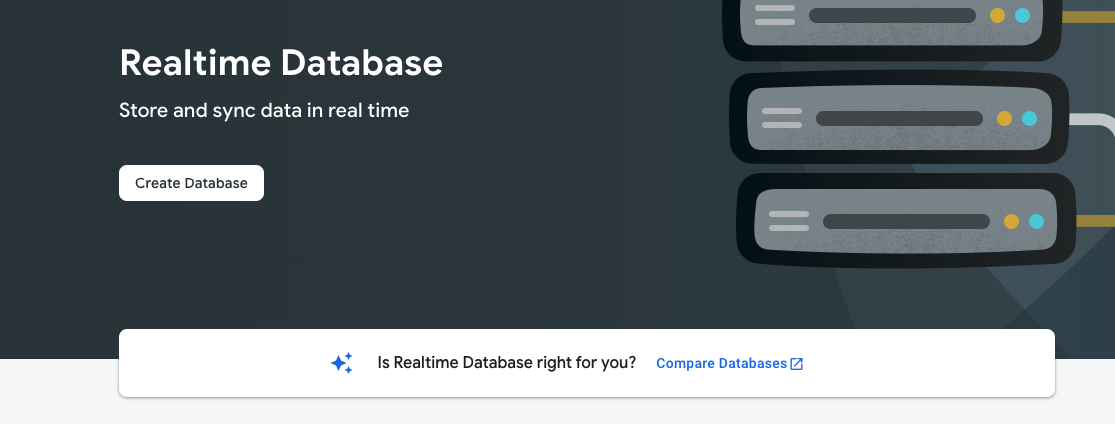 Realtime Database
Store and sync data in real time
Create Database
Is Realtime Database right for you? Compare Databases